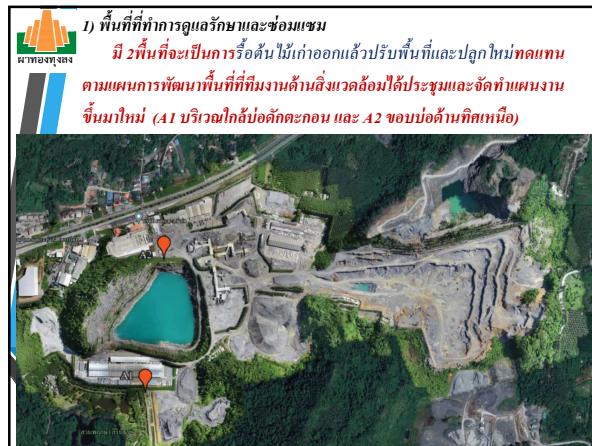 1) พื้นที่ที่ทำการดูแลรักษาและซ่อมแซม
ผาทองทุ่งสง
มี 2พื้นที่จะเป็นการรื้อต้นไม้เก่าออกแล้วปรับพื้นที่และปลูกใหม่ทดแทน
ตามแผนการพัฒนาพื้นที่ที่ทีมงานด้านสิ่งแวดล้อมได้ประชุมและจัดทำแผนงาน
ขึ้นมาใหม่ (A1 บริเวณใกล้บ่อดักตะกอน และ A2 ขอบบ่อด้านทิศเหนือ)
A1